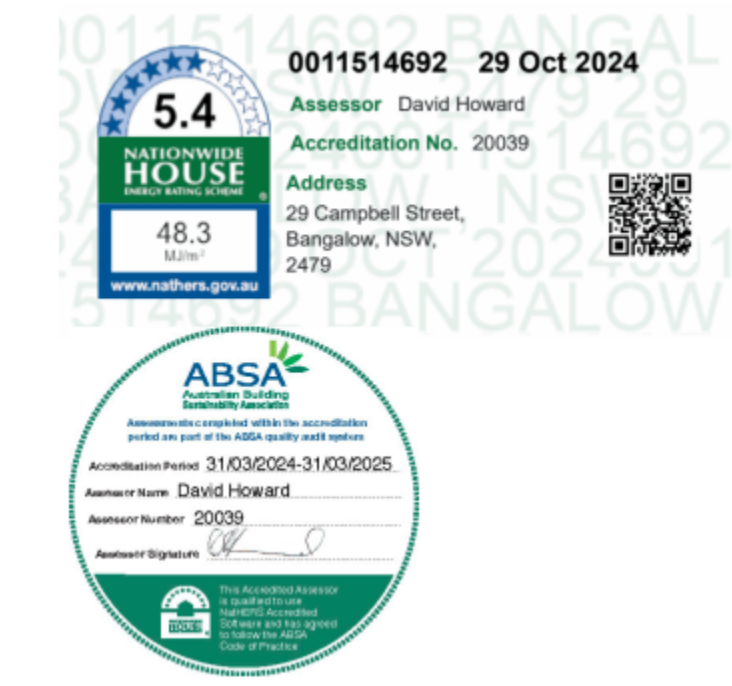 0011514692 29 Oct 2024
5.4
NATIONWIDE
HOUSE
ENERGY RATING SCHEME
®
48.3
MJ/m²
www.nathers.gov.au
Assessor David Howard
Accreditation No. 20039
Address
29 Campbell Street,
Bangalow, NSW,
2479
ABSA
Australian Building
Sustainability Association
Assessments completed within the accreditation
period are part of the ABSA quality audit system
Accreditation Period 31/03/2024-31/03/2025
Assessor Name David Howard
Assessor Number 20039
Assessor Signature
HOUSE
This Accredited Assessor
is qualified to use
NatHERS Accredited
Software and has agreed
to follow the ABSA
Code of Practice